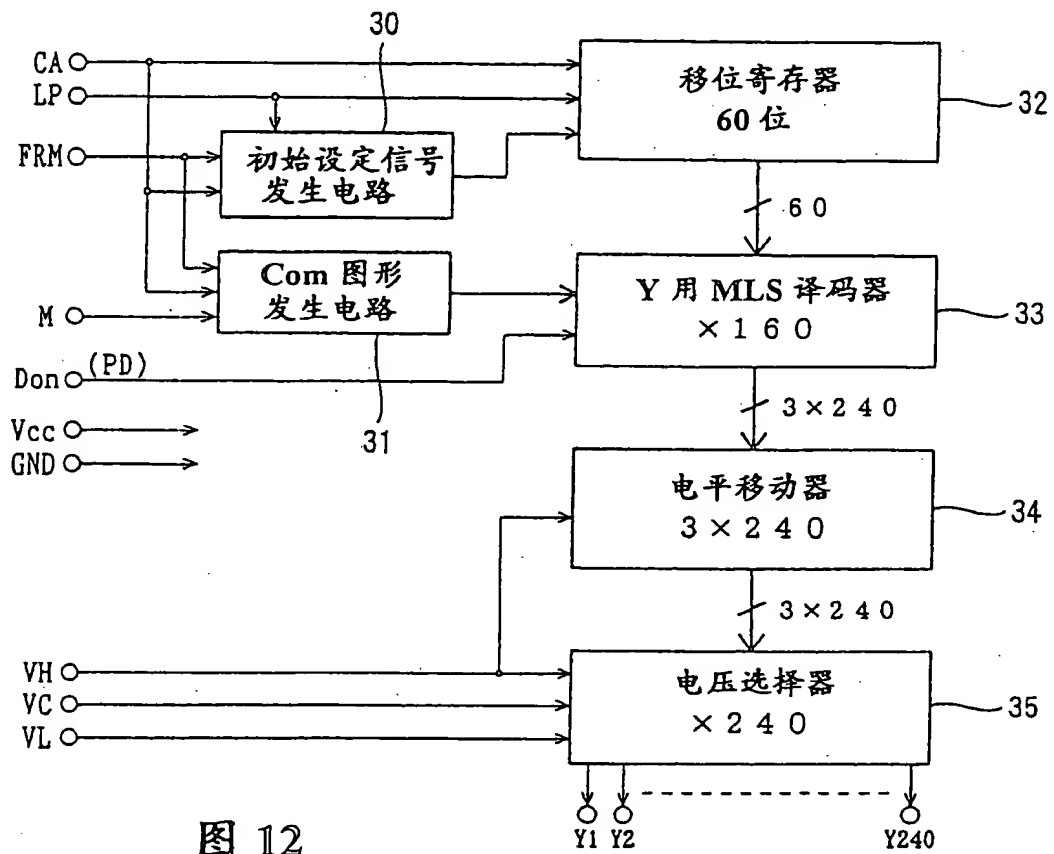 30
CA
LP
FRM
初始设定信号
发生电路
移位寄存器
60位
32
60
Com 图形
发生电路
31
M
Don (PD)
Vcc
GND
Y 用 MLS 译码器
×160
33
3×240
电平移动器
3×240
34
3×240
VH
VC
VL
电压选择器
×240
35
Y1 Y2 Y240
图 12